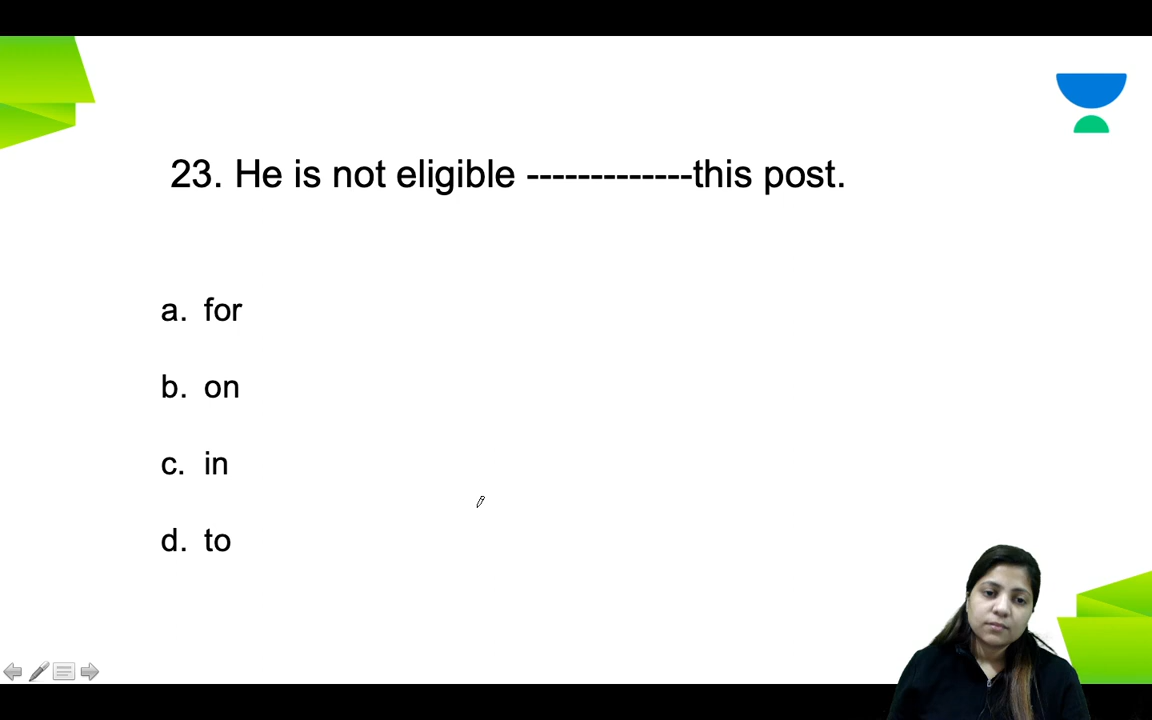 23. He is not eligible -------------this post.
a. for
b. on
c. in
d. to